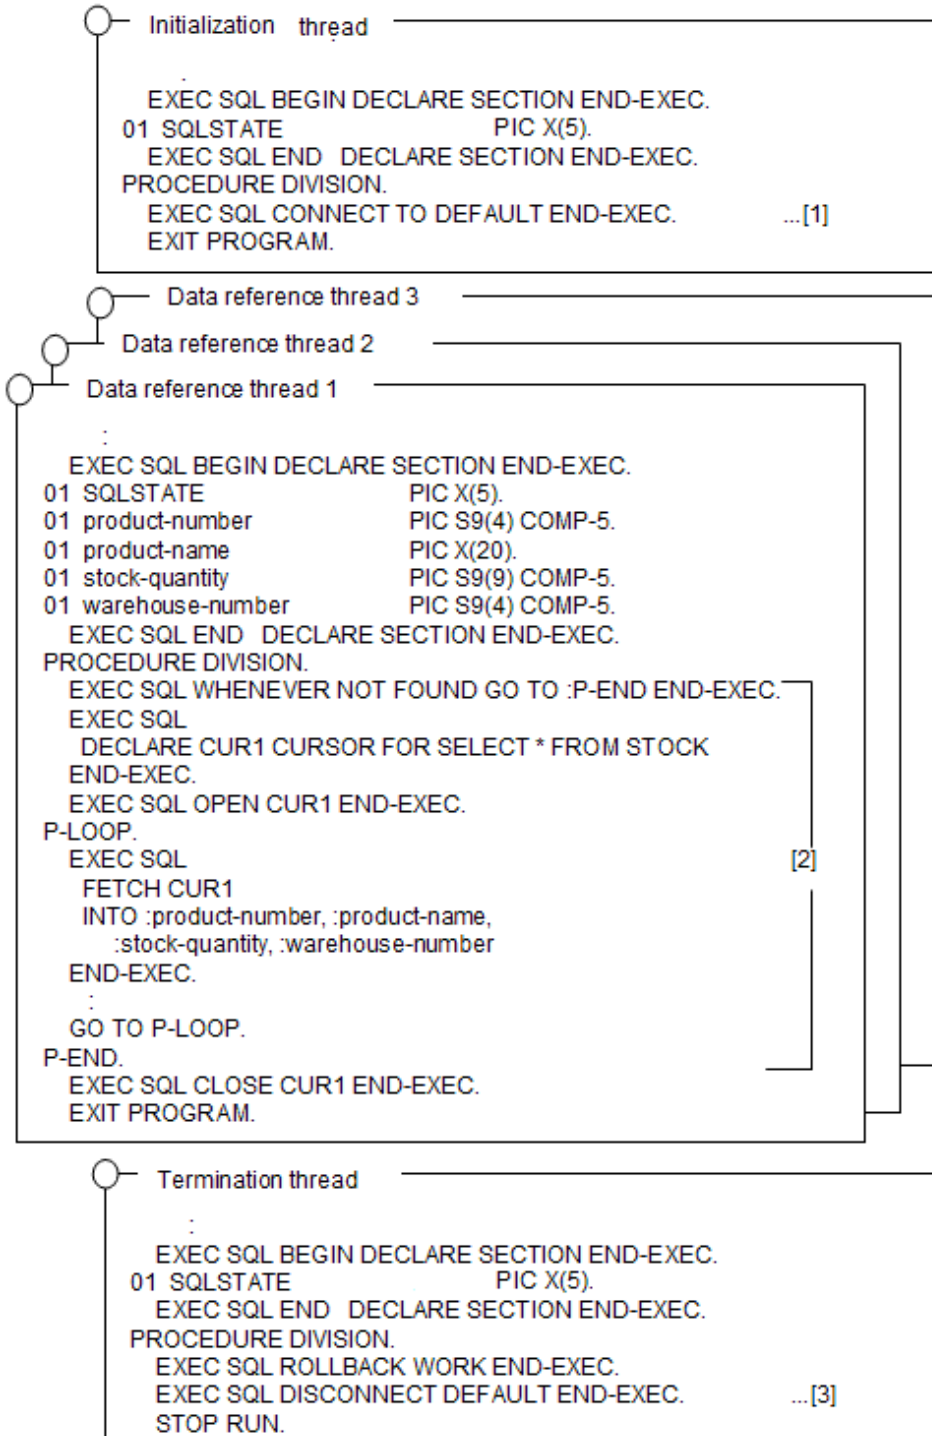 Initialization thread
:
EXEC SQL BEGIN DECLARE SECTION END-EXEC.
01 SQLSTATE PIC X(5).
EXEC SQL END DECLARE SECTION END-EXEC.
PROCEDURE DIVISION.
EXEC SQL CONNECT TO DEFAULT END-EXEC. ...[1]
EXIT PROGRAM.
Data reference thread 3
Data reference thread 2
Data reference thread 1
:
EXEC SQL BEGIN DECLARE SECTION END-EXEC.
01 SQLSTATE PIC X(5).
01 product-number PIC S9(4) COMP-5.
01 product-name PIC X(20).
01 stock-quantity PIC S9(9) COMP-5.
01 warehouse-number PIC S9(4) COMP-5.
EXEC SQL END DECLARE SECTION END-EXEC.
PROCEDURE DIVISION.
EXEC SQL WHENEVER NOT FOUND GO TO :P-END END-EXEC.
EXEC SQL
DECLARE CUR1 CURSOR FOR SELECT * FROM STOCK
END-EXEC.
EXEC SQL OPEN CUR1 END-EXEC.
P-LOOP.
EXEC SQL [2]
FETCH CUR1
INTO :product-number, :product-name,
:stock-quantity, :warehouse-number
END-EXEC.
:
GO TO P-LOOP.
P-END.
EXEC SQL CLOSE CUR1 END-EXEC.
EXIT PROGRAM.
Termination thread
:
EXEC SQL BEGIN DECLARE SECTION END-EXEC.
01 SQLSTATE PIC X(5).
EXEC SQL END DECLARE SECTION END-EXEC.
PROCEDURE DIVISION.
EXEC SQL ROLLBACK WORK END-EXEC.
EXEC SQL DISCONNECT DEFAULT END-EXEC. ...[3]
STOP RUN.